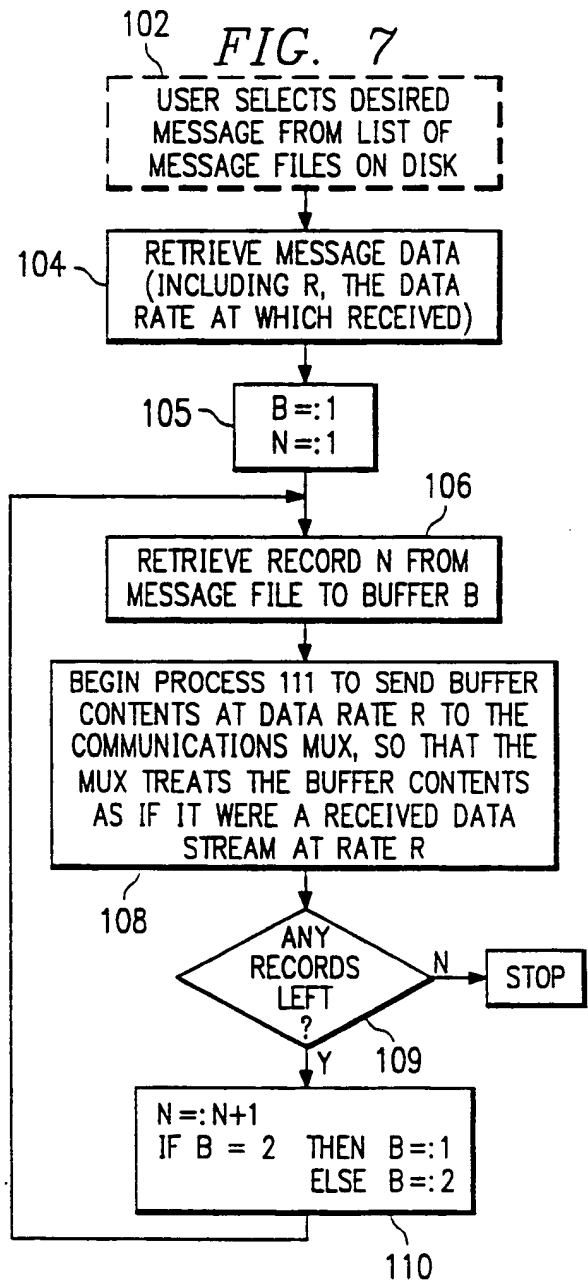 102
FIG. 7
USER SELECTS DESIRED
MESSAGE FROM LIST OF
MESSAGE FILES ON DISK
104
RETRIEVE MESSAGE DATA
(INCLUDING R, THE DATA
RATE AT WHICH RECEIVED)
105
B=:1
N=:1
106
RETRIEVE RECORD N FROM
MESSAGE FILE TO BUFFER B
BEGIN PROCESS 111 TO SEND BUFFER
CONTENTS AT DATA RATE R TO THE
COMMUNICATIONS MUX, SO THAT THE
MUX TREATS THE BUFFER CONTENTS
AS IF IT WERE A RECEIVED DATA
STREAM AT RATE R
108
ANY
RECORDS
LEFT
?
N
STOP
109
Y
N=:N+1
IF B = 2 THEN B=:1
ELSE B=:2
110